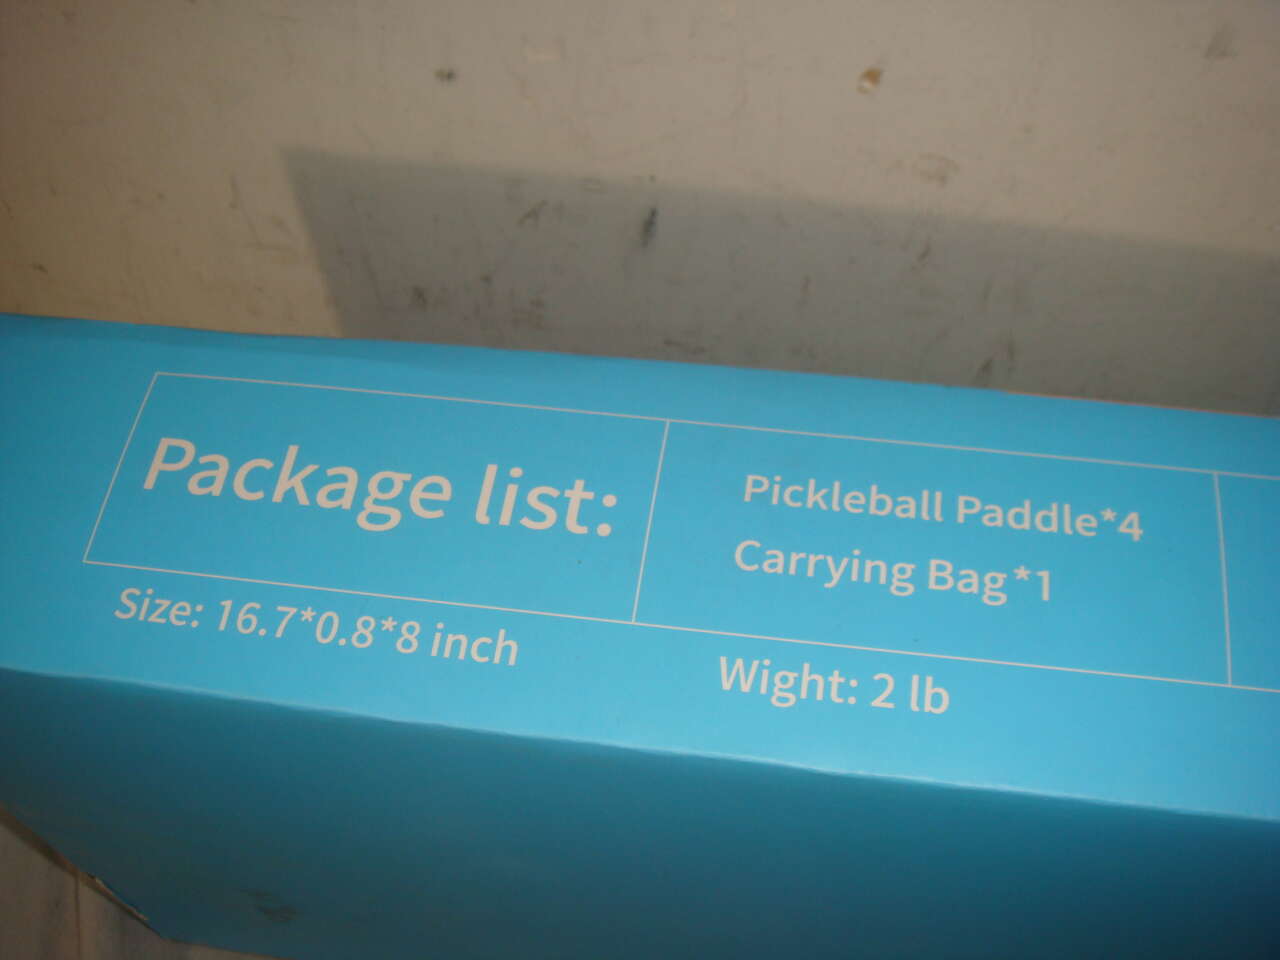 Package list:
Pickleball Paddle*4
Carrying Bag*1
Size: 16.7*0.8*8 inch
Wight: 2 lb